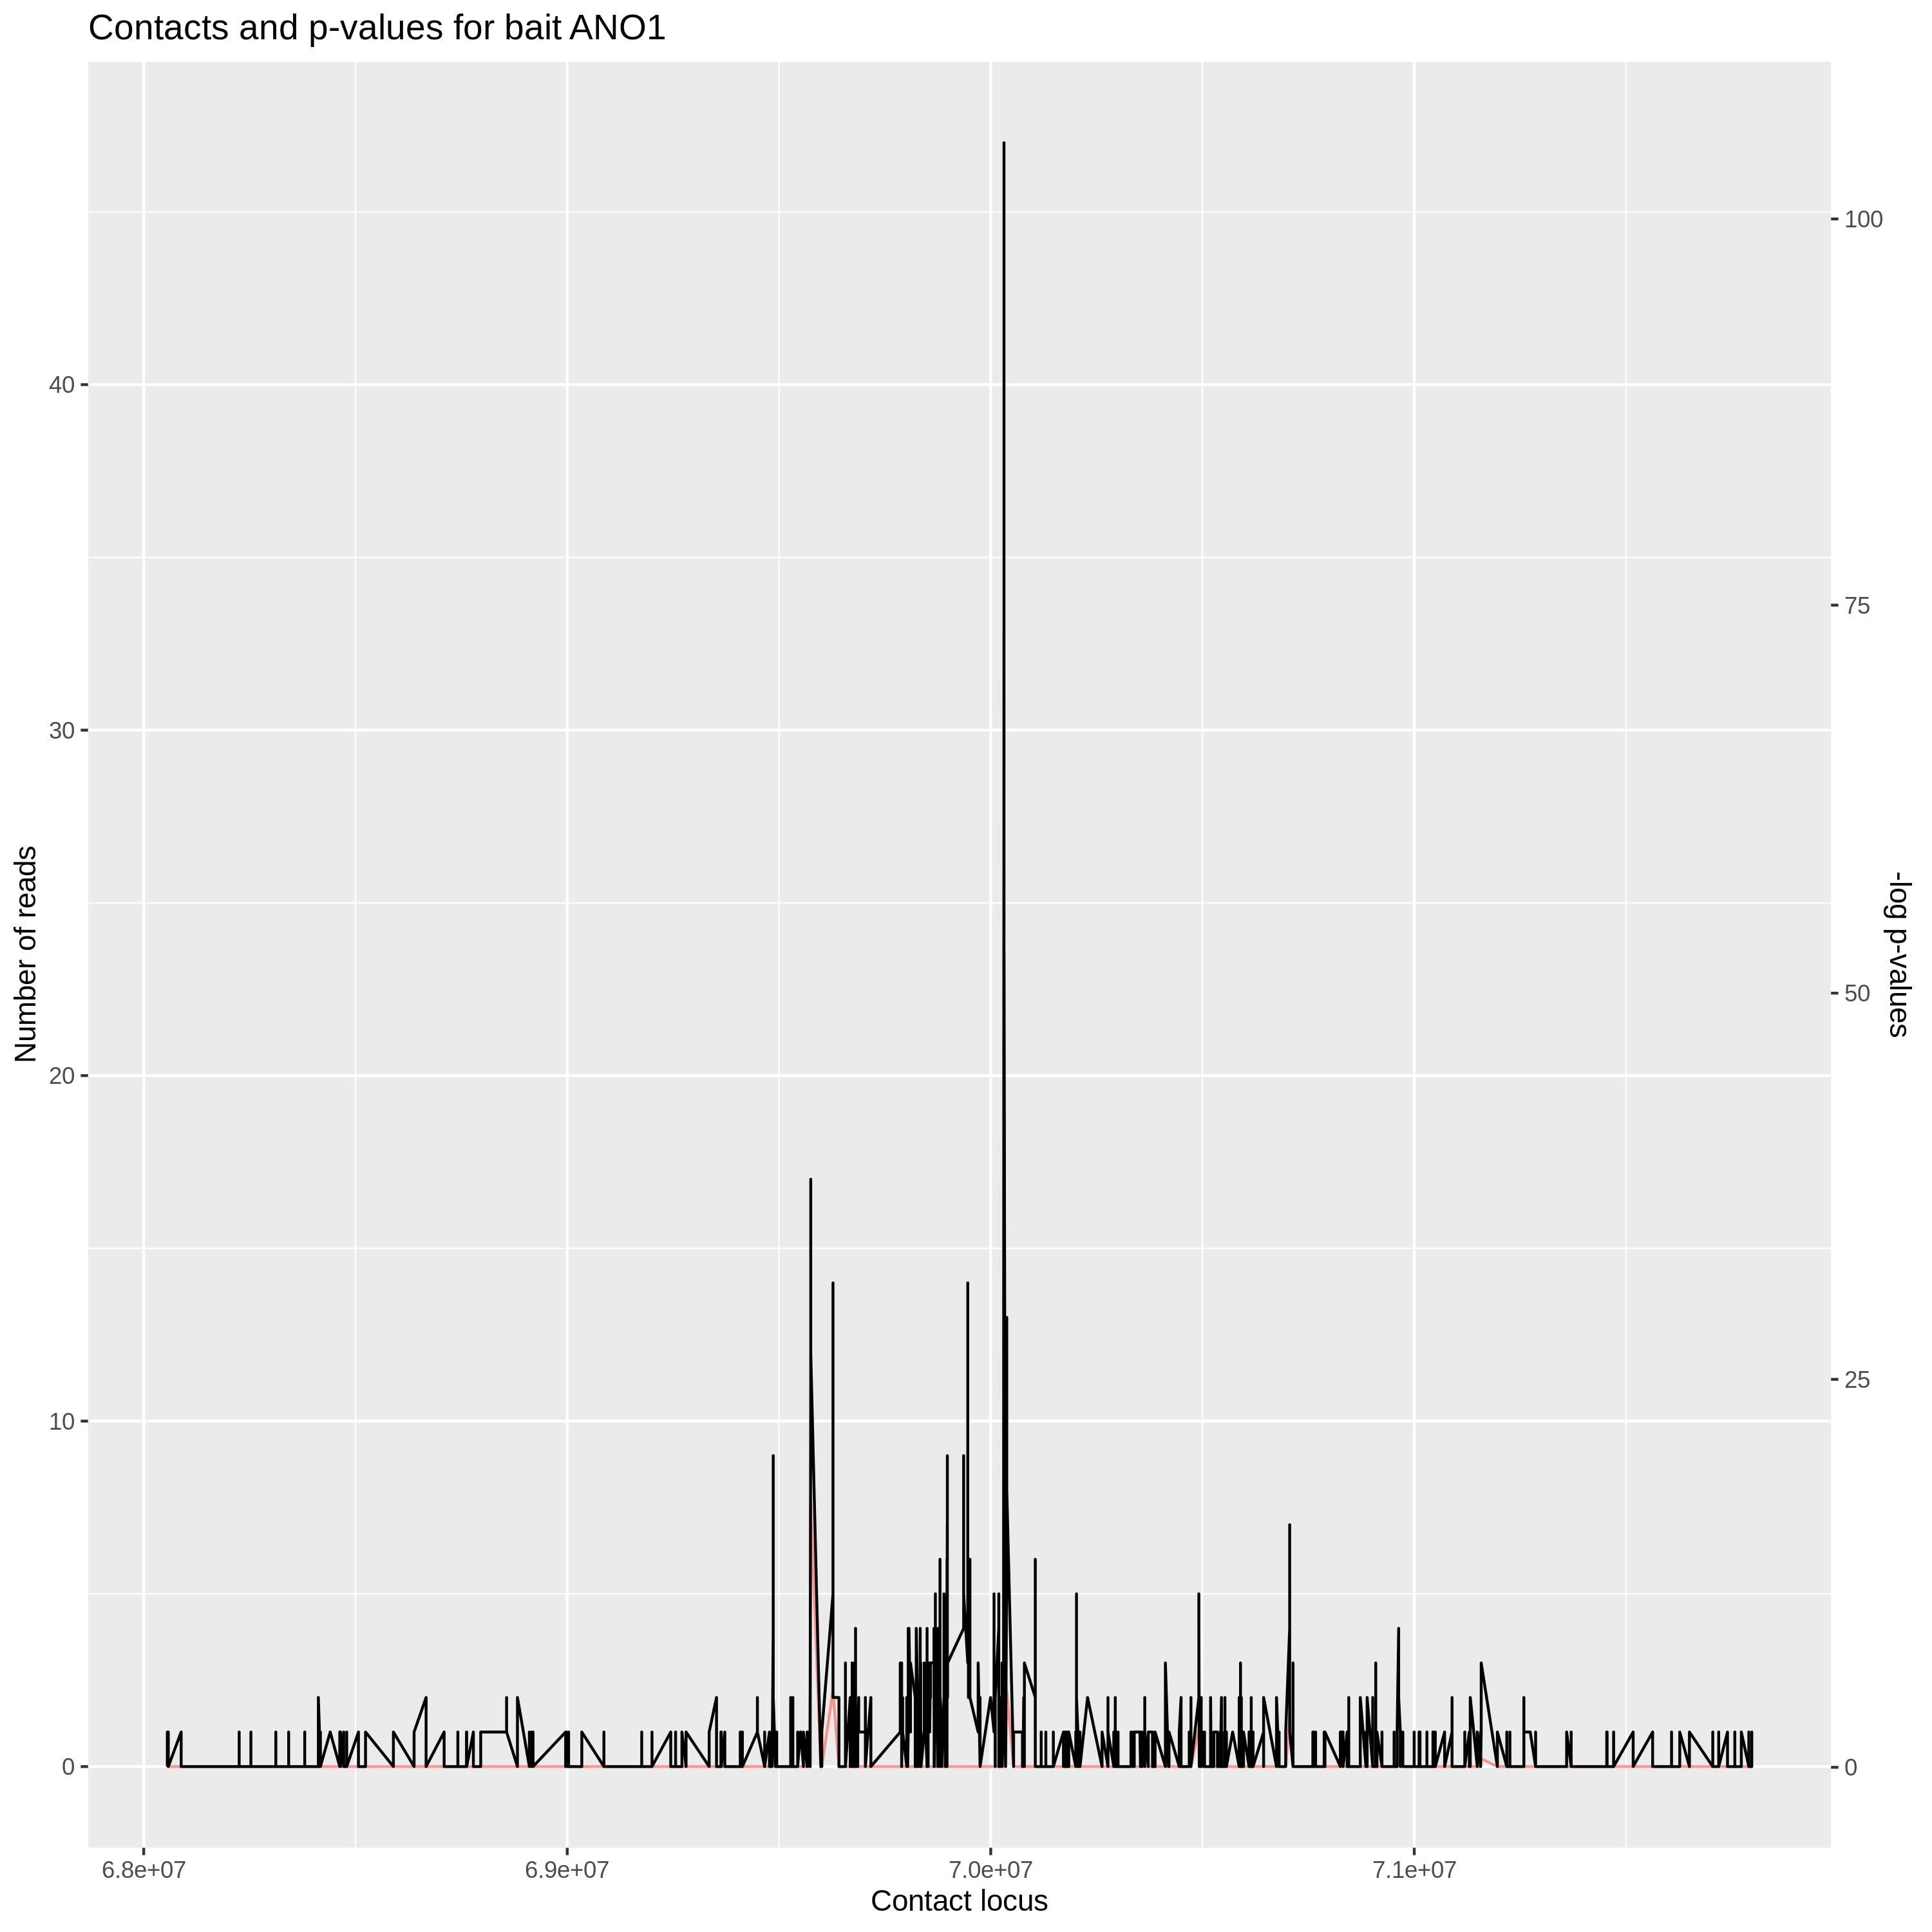 Contacts and p-values for bait ANO1
Number of reads
40
30
20
10
0
100
75
50
25
0
-log p-values
6.8e+07 6.9e+07 7.0e+07 7.1e+07
Contact locus